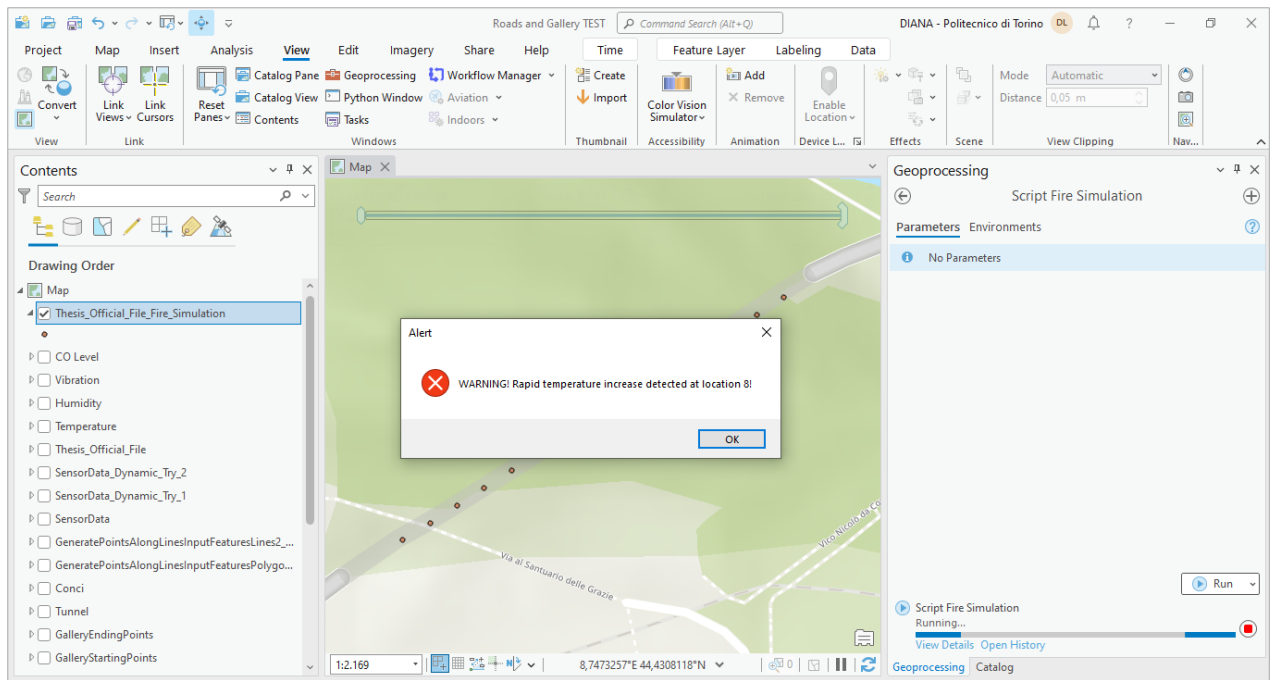 Roads and Gallery TEST
Command Search (Alt+Q)
DIANA - Politecnico di Torino
DL
?
Project Map Insert Analysis View Edit Imagery Share Help Time Feature Layer Labeling Data
Convert
Link Views
Link Cursors
Reset Panes
Catalog Pane
Catalog View
Contents
Geoprocessing
Python Window
Tasks
Workflow Manager
Aviation
Indoors
Create
Import
Color Vision Simulator
Add
Remove
Enable Location
Mode Automatic
Distance 0,05 m
View Link Windows Thumbnail Accessibility Animation Device L... Effects Scene View Clipping Nav...
Contents
Search
Drawing Order
Map
Thesis_Official_File_Fire_Simulation
CO Level
Vibration
Humidity
Temperature
Thesis_Official_File
SensorData_Dynamic_Try_2
SensorData_Dynamic_Try_1
SensorData
GeneratePointsAlongLinesInputFeaturesLines2_...
GeneratePointsAlongLinesInputFeaturesPolygo...
Conci
Tunnel
GalleryEndingPoints
GalleryStartingPoints
Map
Alert
WARNING! Rapid temperature increase detected at location 8!
OK
Via al Santuario delle Grazie
Vico Nicolò da Co
1:2.169
8,7473257°E 44,4308118°N
0
Geoprocessing
Script Fire Simulation
Parameters Environments
?
No Parameters
Run
Script Fire Simulation
Running...
View Details Open History
Geoprocessing Catalog